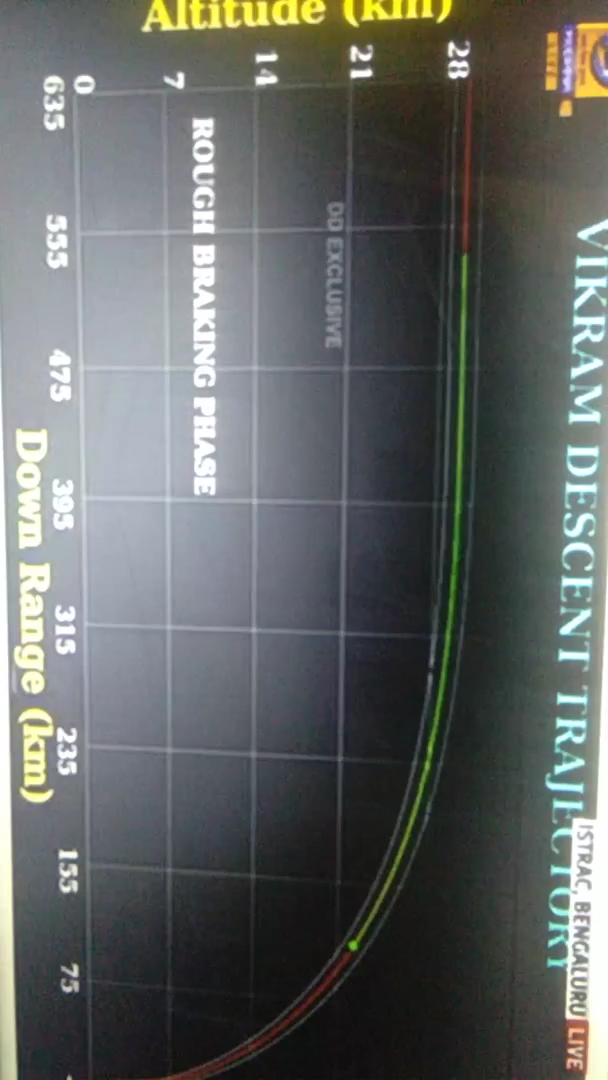 VIKRAM DESCENT TRAJECTORY
ISTRAC, BENGALURU LIVE
Altitude (km)
28
21
14
7
0
DD EXCLUSIVE
ROUGH BRAKING PHASE
635 555 475 395 315 235 155 75
Down Range (km)